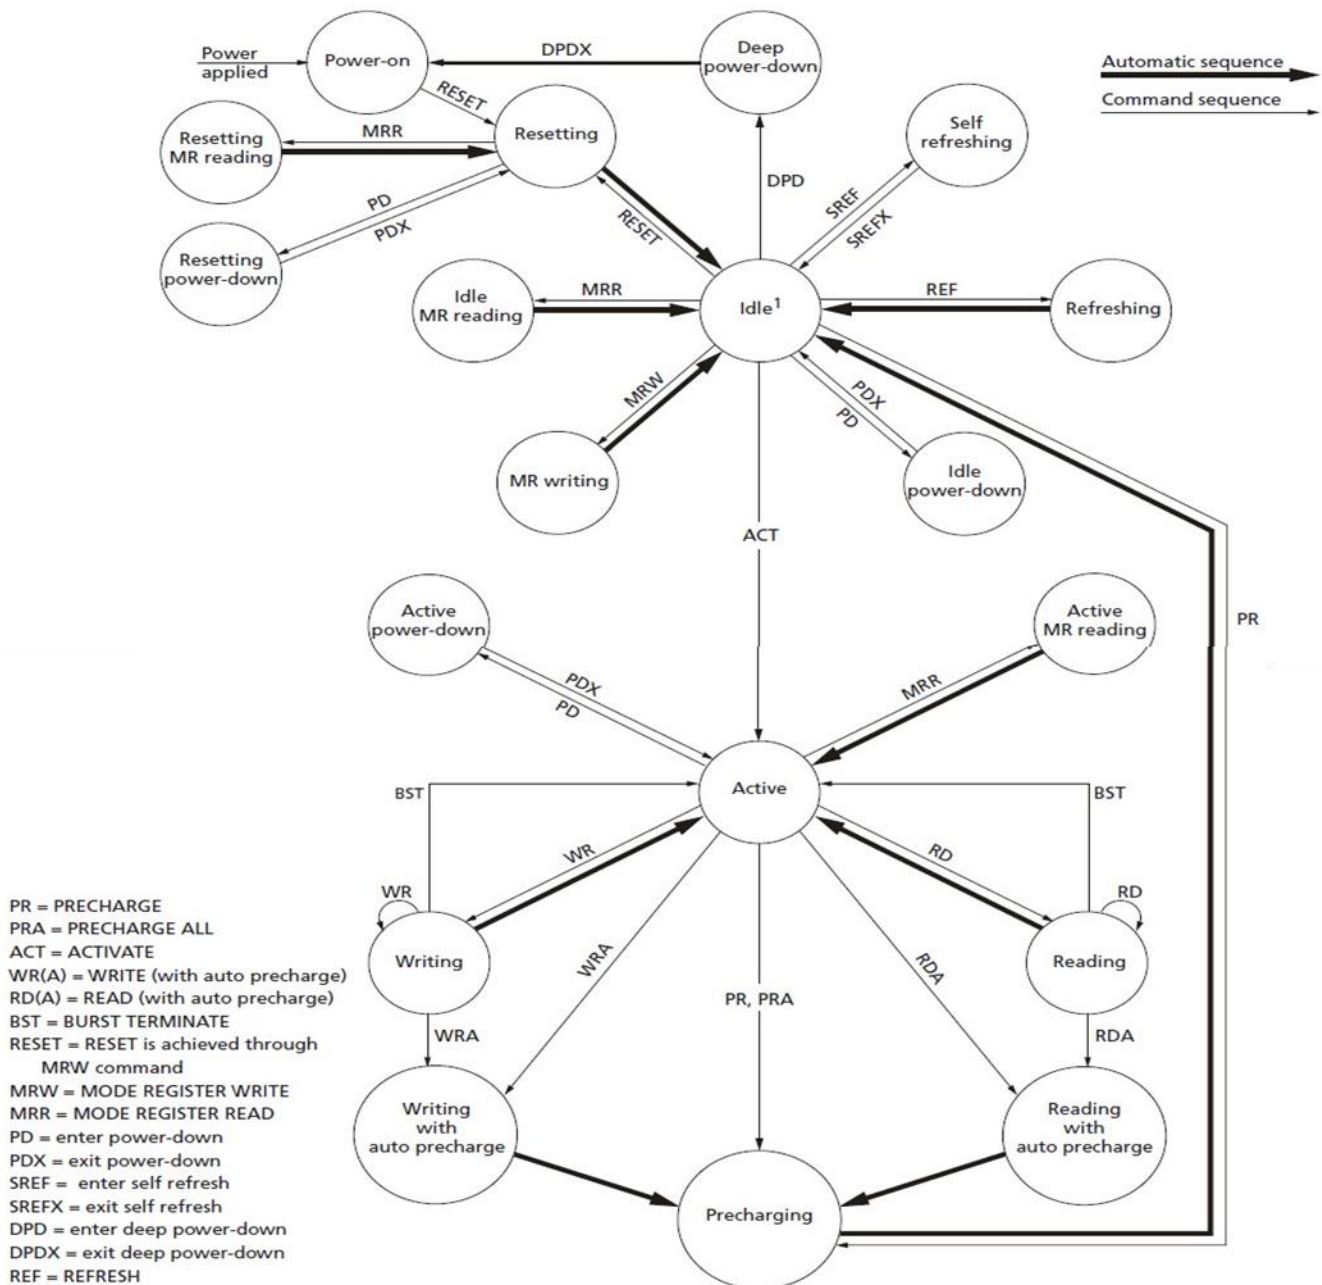 Power
applied
Power-on
DPDX
Deep
power-down
Automatic sequence
Command sequence
RESET
Resetting
MR reading
MRR
Resetting
Self
refreshing
DPD
SREF
SREFX
PD
PDX
RESET
Resetting
power-down
Idle
MR reading
MRR
Idle1
REF
Refreshing
MRW
PDX
PD
MR writing
Idle
power-down
ACT
Active
power-down
Active
MR reading
PR
PDX
PD
MRR
Active
BST
BST
WR
RD
WR
RD
Writing
Reading
WRA
RDA
PR, PRA
WRA
RDA
Writing
with
auto precharge
Reading
with
auto precharge
Precharging
PR = PRECHARGE
PRA = PRECHARGE ALL
ACT = ACTIVATE
WR(A) = WRITE (with auto precharge)
RD(A) = READ (with auto precharge)
BST = BURST TERMINATE
RESET = RESET is achieved through
MRW command
MRW = MODE REGISTER WRITE
MRR = MODE REGISTER READ
PD = enter power-down
PDX = exit power-down
SREF = enter self refresh
SREFX = exit self refresh
DPD = enter deep power-down
DPDX = exit deep power-down
REF = REFRESH